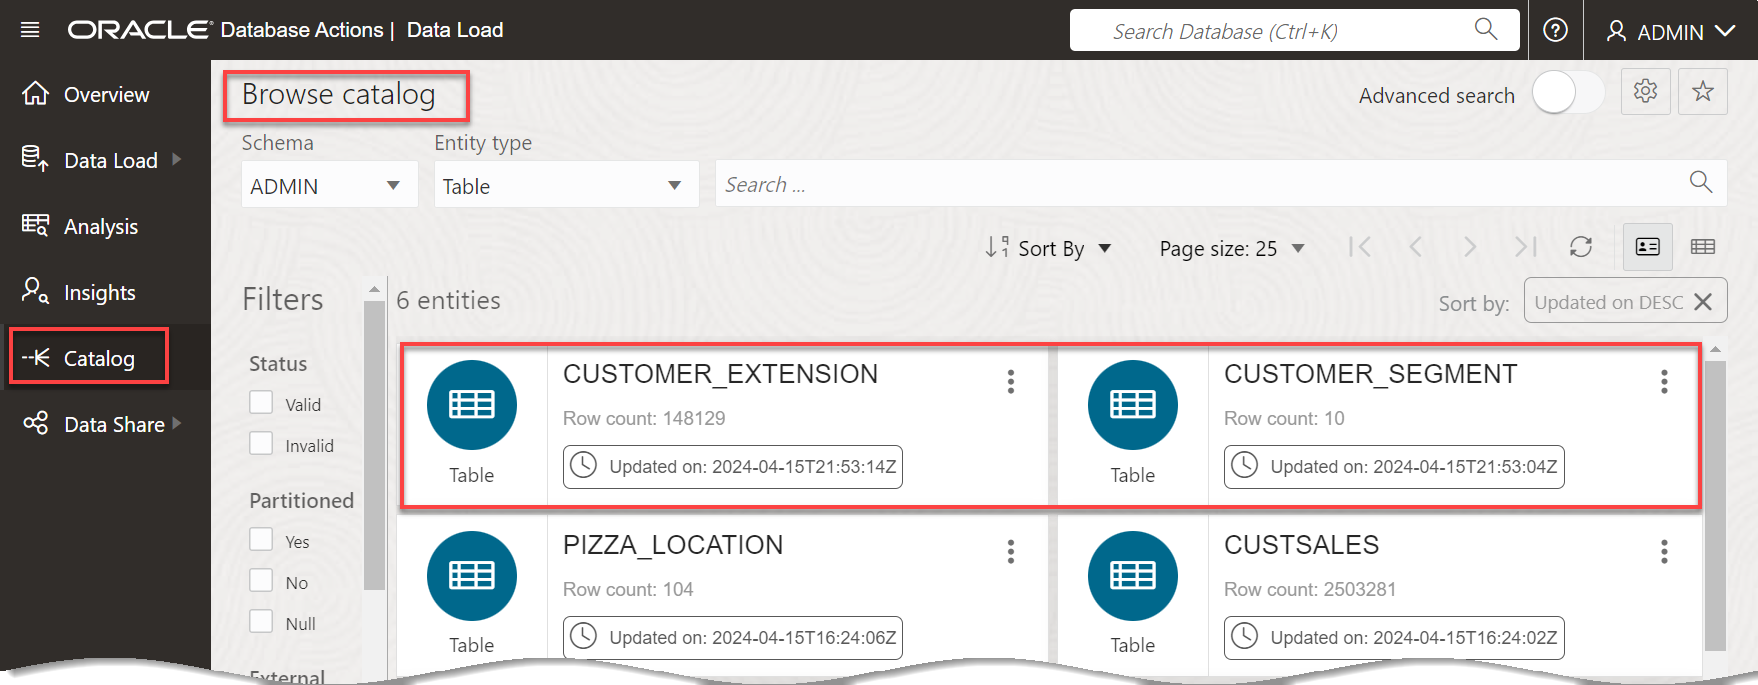 ORACLE® Database Actions | Data Load
Search Database (Ctrl+K)
ADMIN
Overview
Data Load
Analysis
Insights
Catalog
Data Share
Browse catalog
Advanced search
Schema
Entity type
ADMIN
Table
Search ...
Sort By
Page size: 25
Filters
6 entities
Sort by:
Updated on DESC
Status
Valid
Invalid
Partitioned
Yes
No
Null
External
CUSTOMER_EXTENSION
Row count: 148129
Updated on: 2024-04-15T21:53:14Z
Table
CUSTOMER_SEGMENT
Row count: 10
Updated on: 2024-04-15T21:53:04Z
Table
PIZZA_LOCATION
Row count: 104
Updated on: 2024-04-15T16:24:06Z
Table
CUSTSALES
Row count: 2503281
Updated on: 2024-04-15T16:24:02Z
Table